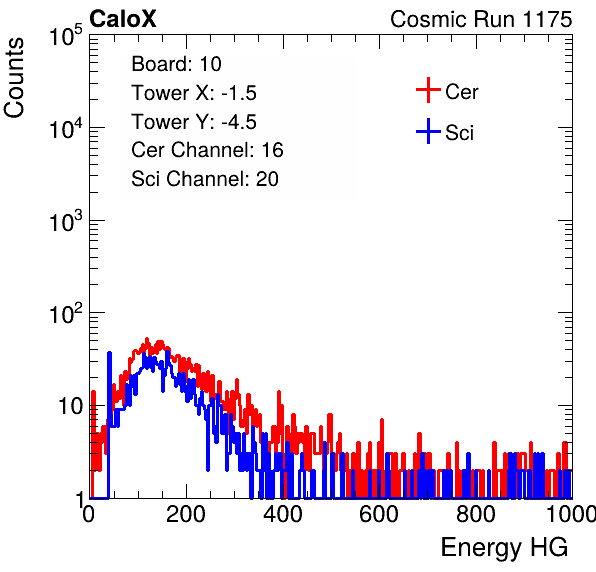 CaloX Cosmic Run 1175
Counts
10^5
10^4
10^3
10^2
10
1
Board: 10
Tower X: -1.5
Tower Y: -4.5
Cer Channel: 16
Sci Channel: 20
Cer
Sci
0 200 400 600 800 1000
Energy HG